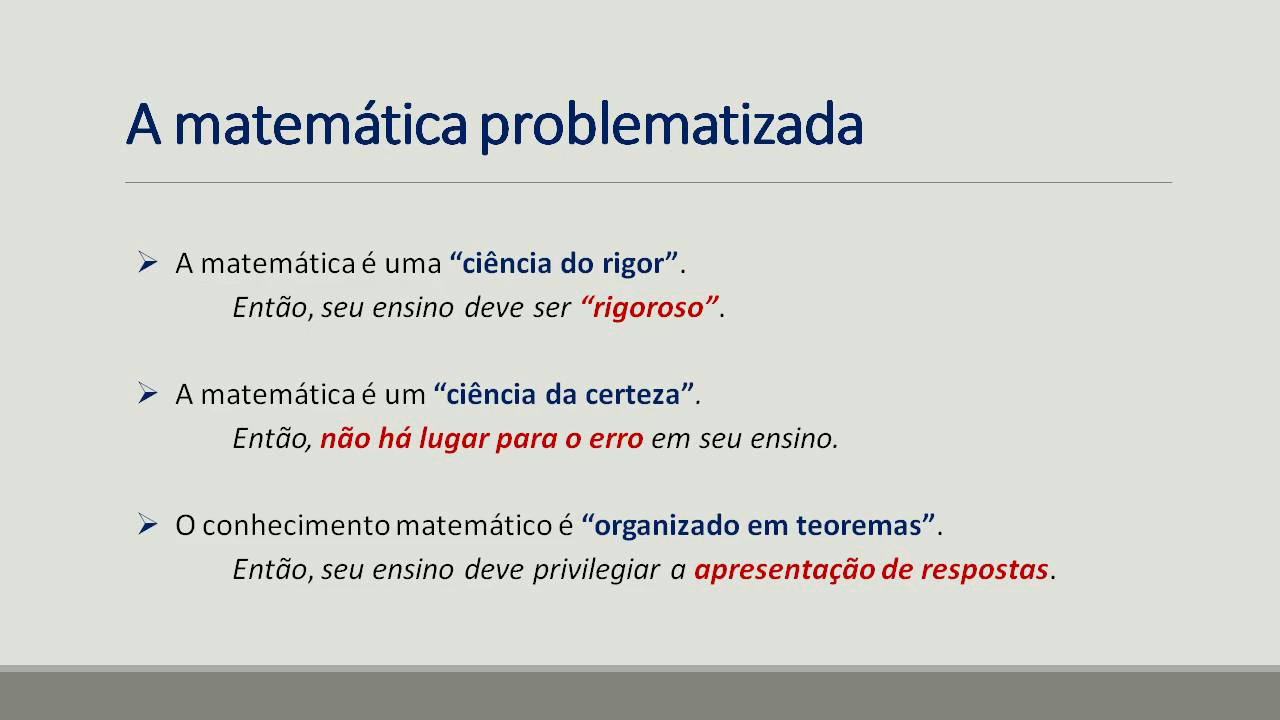 A matemática problematizada
➢ A matemática é uma “ciência do rigor”.
Então, seu ensino deve ser “rigoroso”.
➢ A matemática é um “ciência da certeza”.
Então, não há lugar para o erro em seu ensino.
➢ O conhecimento matemático é “organizado em teoremas”.
Então, seu ensino deve privilegiar a apresentação de respostas.